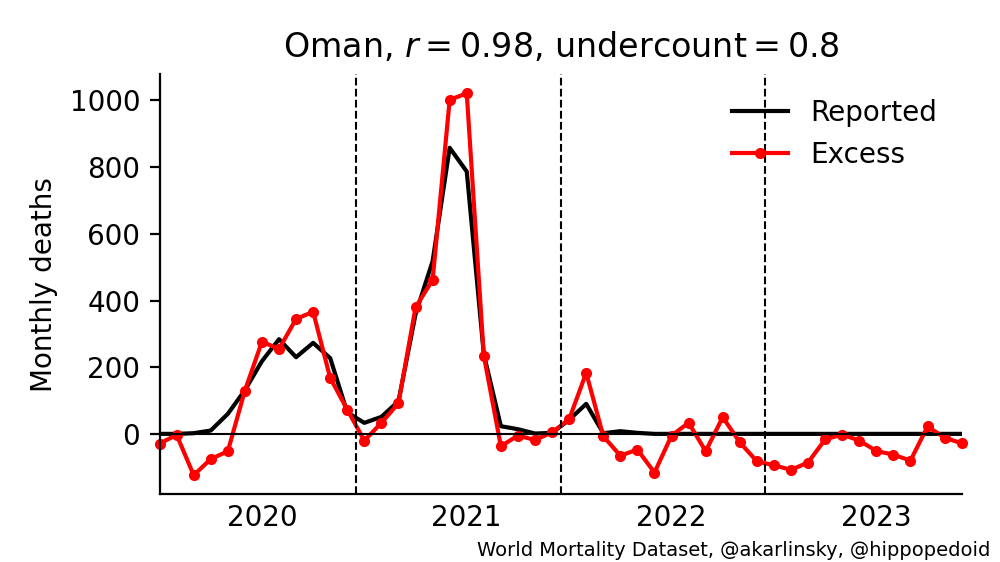 Oman, r = 0.98, undercount = 0.8
Monthly deaths
1000
800
600
400
200
0
Reported
Excess
2020 2021 2022 2023
World Mortality Dataset, @akarlinsky, @hippopedoid